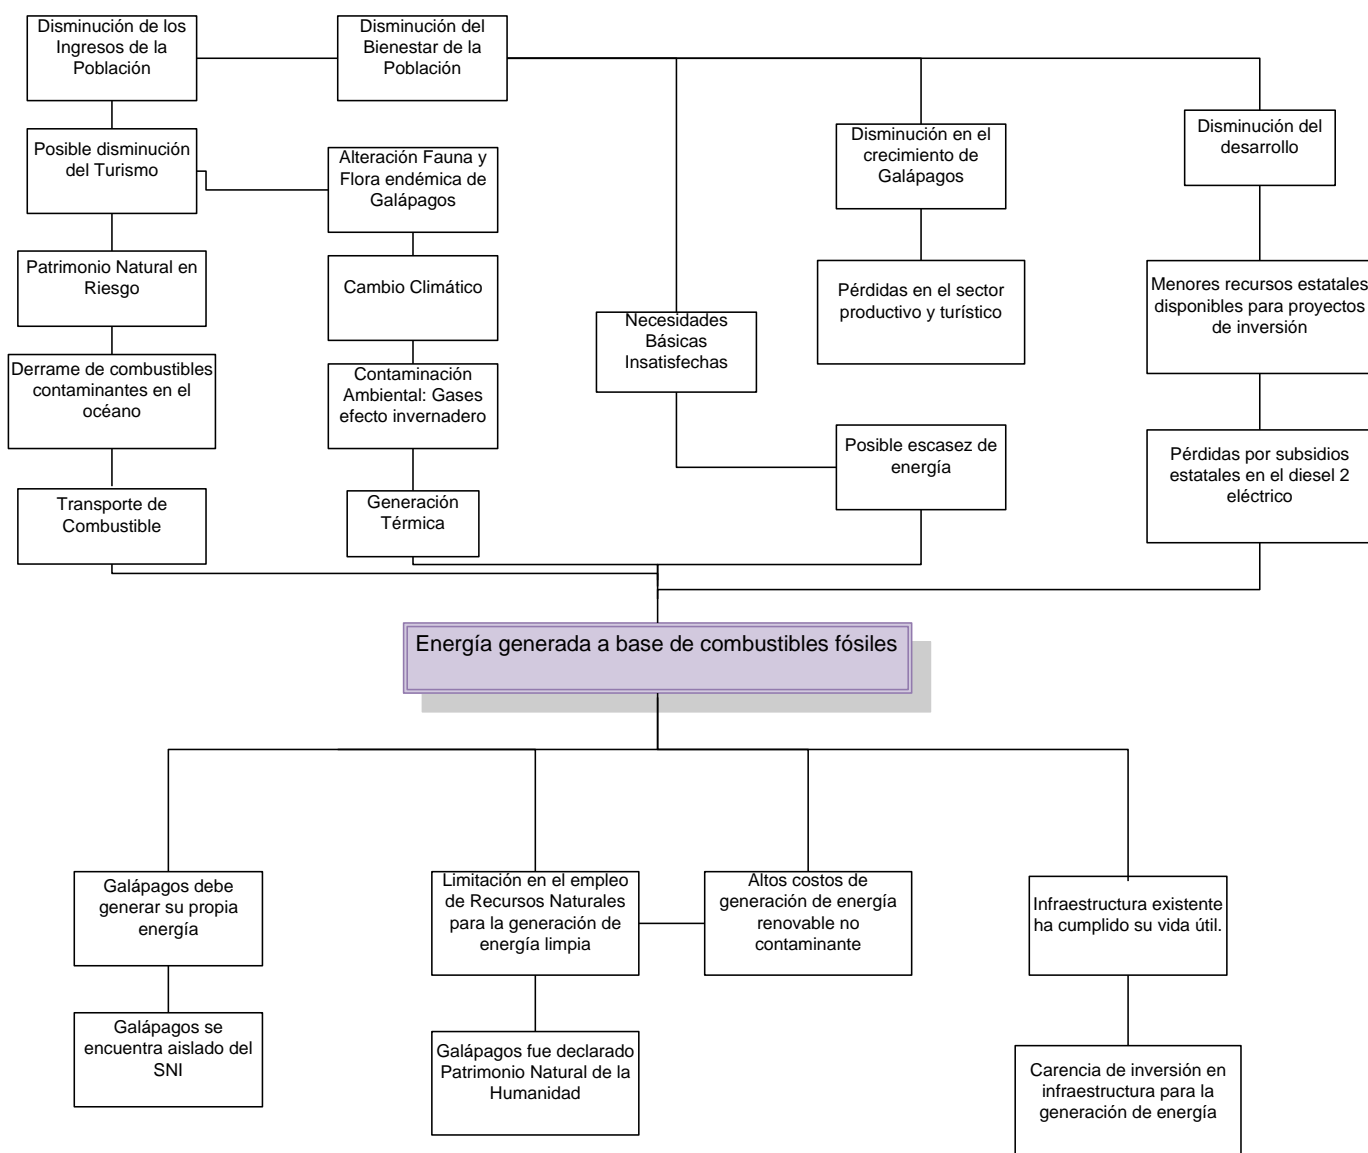 Disminución de los
Ingresos de la
Población
Disminución del
Bienestar de la
Población
Posible disminución
del Turismo
Alteración Fauna y
Flora endémica de
Galápagos
Disminución en el
crecimiento de
Galápagos
Disminución del
desarrollo
Patrimonio Natural en
Riesgo
Cambio Climático
Necesidades
Básicas
Insatisfechas
Pérdidas en el sector
productivo y turístico
Menores recursos estatales
disponibles para proyectos
de inversión
Derrame de combustibles
contaminantes en el
océano
Contaminación
Ambiental: Gases
efecto invernadero
Posible escasez de
energía
Pérdidas por subsidios
estatales en el diesel 2
eléctrico
Transporte de
Combustible
Generación
Térmica
Energía generada a base de combustibles fósiles
Galápagos debe
generar su propia
energía
Limitación en el empleo
de Recursos Naturales
para la generación de
energía limpia
Altos costos de
generación de energía
renovable no
contaminante
Infraestructura existente
ha cumplido su vida útil.
Galápagos se
encuentra aislado del
SNI
Galápagos fue declarado
Patrimonio Natural de la
Humanidad
Carencia de inversión en
infraestructura para la
generación de energía